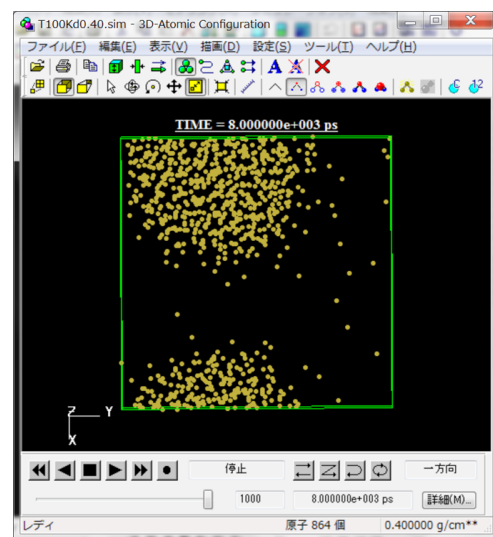 T100Kd0.40.sim - 3D-Atomic Configuration
ファイル(F) 編集(E) 表示(V) 描画(D) 設定(S) ツール(T) ヘルプ(H)
TIME = 8.000000e+003 ps
Z Y
X
停止 一方向
1000 8.000000e+003 ps 詳細(M)...
レディ 原子 864 個 0.400000 g/cm**